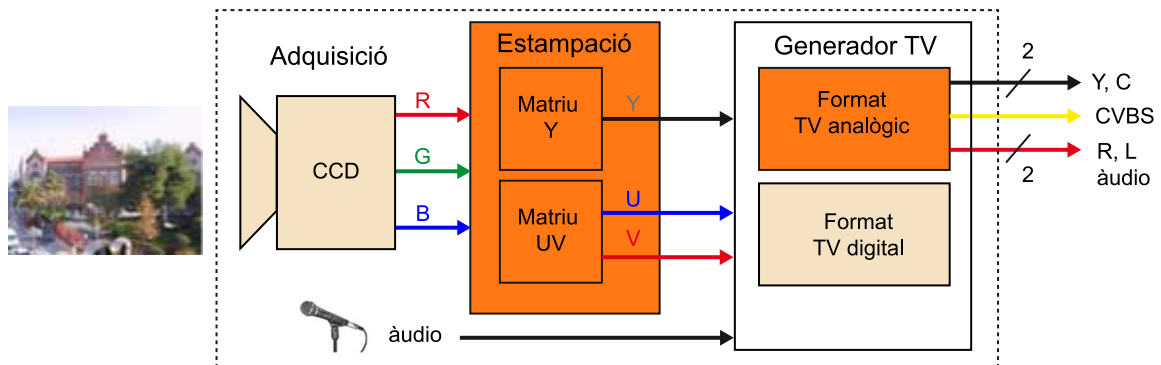 Adquisició
CCD
R
G
B
Estampació
Matriu
Y
Matriu
UV
Y
U
V
àudio
Generador TV
Format
TV analògic
Format
TV digital
2
Y, C
CVBS
R, L
àudio
2